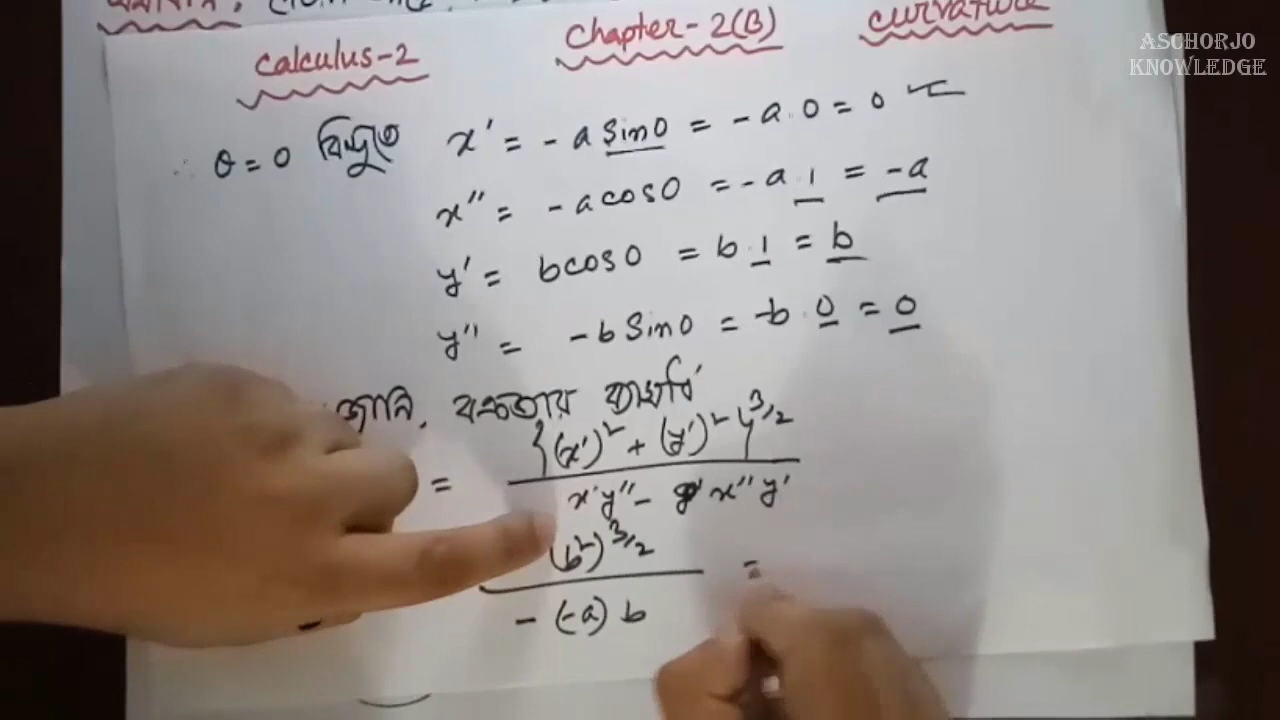 Calculus-2 Chapter-2(B) curvature
ASCHORJO
KNOWLEDGE
∴ θ = 0 বিন্দুতে x' = - a sin0 = - a . 0 = 0
x'' = - a cos0 = - a . 1 = - a
y' = b cos0 = b . 1 = b
y'' = - b Sin0 = - b . 0 = 0
জানি, বক্রতার ব্যাসার্ধ
= {(x')² + (y')²}^3/2
x'y'' - x''y'
(b²)^3/2 =
- (-a) b